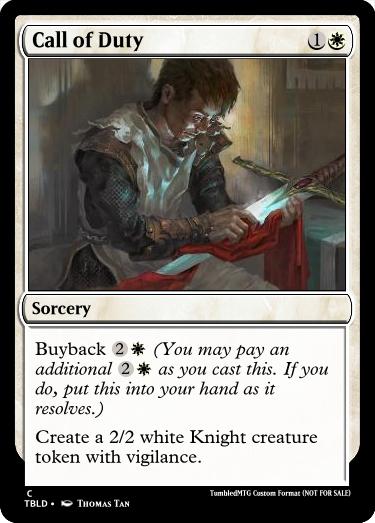 Call of Duty 1
Sorcery
Buyback 2 (You may pay an
additional 2 as you cast this. If you
do, put this into your hand as it
resolves.)
Create a 2/2 white Knight creature
token with vigilance.
C
TBLD • Thomas Tan
TumbledMTG Custom Format (NOT FOR SALE)